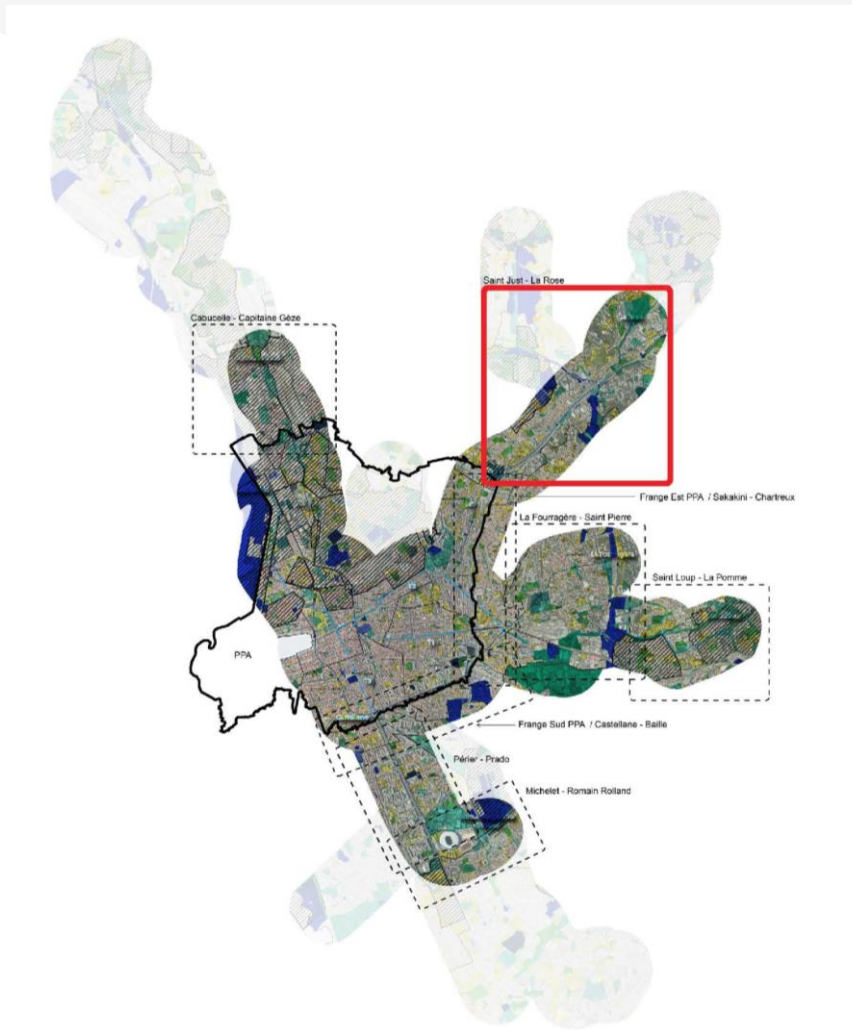 Saint Just - La Rose
Cabucelle - Capitaine Gèze
Frange Est PPA / Sakakini - Chartreux
La Fourragère - Saint Pierre
Saint Loup - La Pomme
PPA
Frange Sud PPA / Castellane - Baille
Périer - Prado
Michelet - Romain Rolland